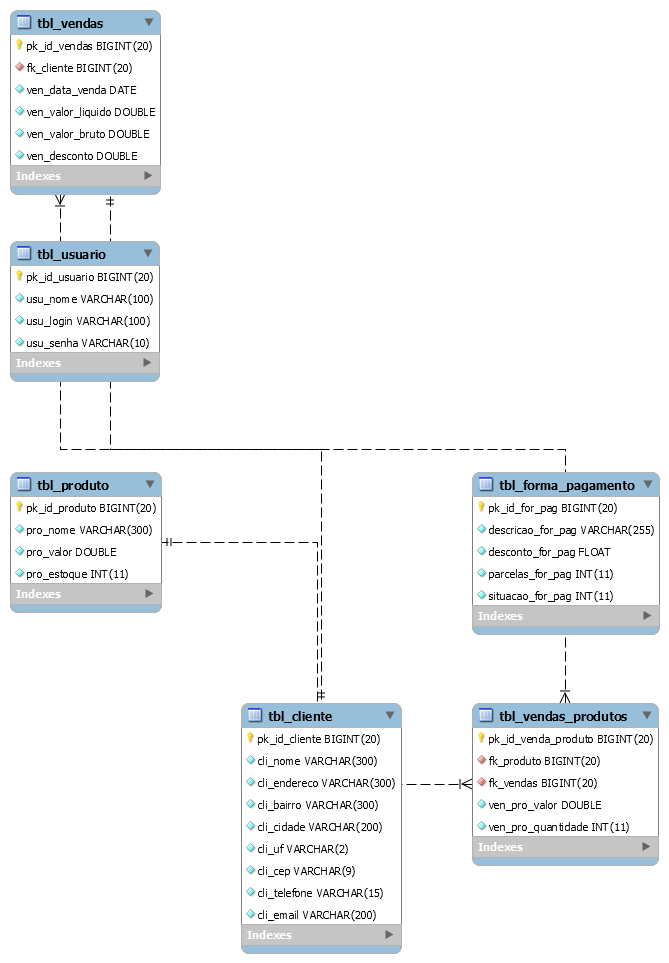 tbl_vendas
pk_id_vendas BIGINT(20)
fk_cliente BIGINT(20)
ven_data_venda DATE
ven_valor_liquido DOUBLE
ven_valor_bruto DOUBLE
ven_desconto DOUBLE
Indexes
tbl_usuario
pk_id_usuario BIGINT(20)
usu_nome VARCHAR(100)
usu_login VARCHAR(100)
usu_senha VARCHAR(10)
Indexes
tbl_produto
pk_id_produto BIGINT(20)
pro_nome VARCHAR(300)
pro_valor DOUBLE
pro_estoque INT(11)
Indexes
tbl_forma_pagamento
pk_id_for_pag BIGINT(20)
descricao_for_pag VARCHAR(255)
desconto_for_pag FLOAT
parcelas_for_pag INT(11)
situacao_for_pag INT(11)
Indexes
tbl_cliente
pk_id_cliente BIGINT(20)
cli_nome VARCHAR(300)
cli_endereco VARCHAR(300)
cli_bairro VARCHAR(300)
cli_cidade VARCHAR(200)
cli_uf VARCHAR(2)
cli_cep VARCHAR(9)
cli_telefone VARCHAR(15)
cli_email VARCHAR(200)
Indexes
tbl_vendas_produtos
pk_id_venda_produto BIGINT(20)
fk_produto BIGINT(20)
fk_vendas BIGINT(20)
ven_pro_valor DOUBLE
ven_pro_quantidade INT(11)
Indexes